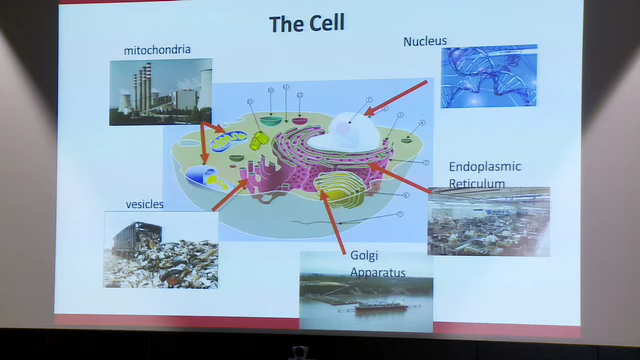 The Cell
mitochondria
Nucleus
Endoplasmic
Reticulum
vesicles
Golgi
Apparatus